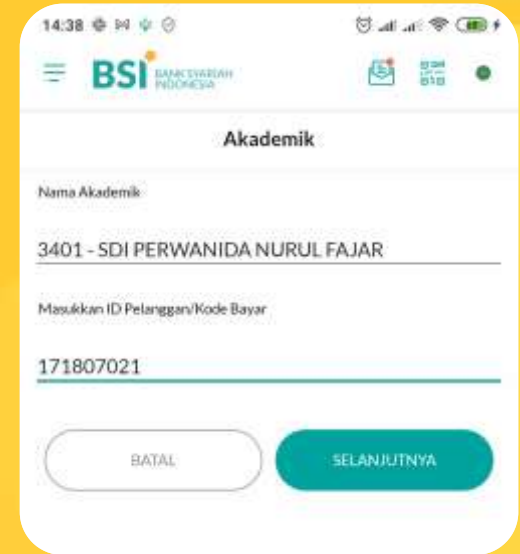 14:38
BSI BANK SYARIAH
INDONESIA
Akademik
Nama Akademik
3401 - SDI PERWANIDA NURUL FAJAR
Masukkan ID Pelanggan/Kode Bayar
171807021
BATAL
SELANJUTNYA